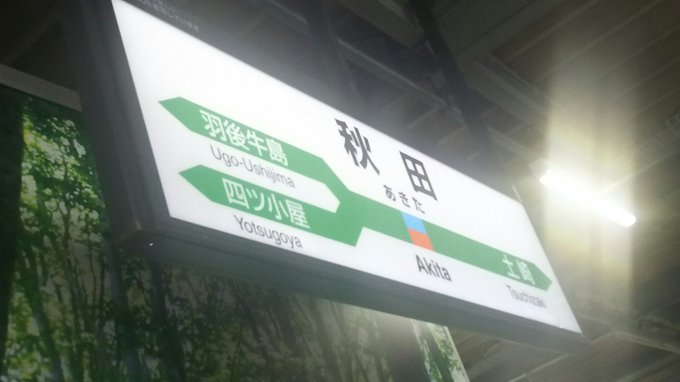 羽後牛島
Ugo-Ushijima
四ツ小屋
Yotsugoya
秋田
あきた
Akita
土崎
Tsuchizaki